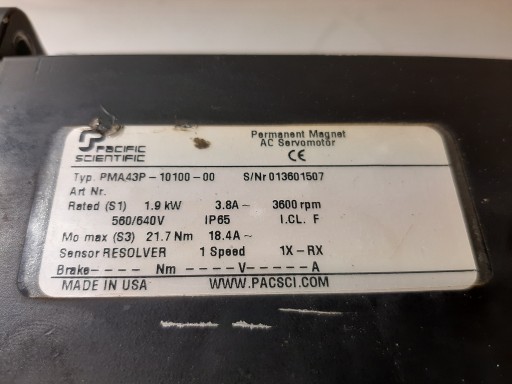 PACIFIC
SCIENTIFIC
Permanent Magnet
AC Servomotor
CE
Typ. PMA43P-10100-00 S/Nr 013601507
Art Nr.
Rated (S1) 1.9 kW 3.8A~ 3600 rpm
560/640V IP65 I.CL. F
Mo max (S3) 21.7 Nm 18.4A~
Sensor RESOLVER 1 Speed 1X-RX
Brake---- Nm ----V-----A
MADE IN USA WWW.PACSCI.COM